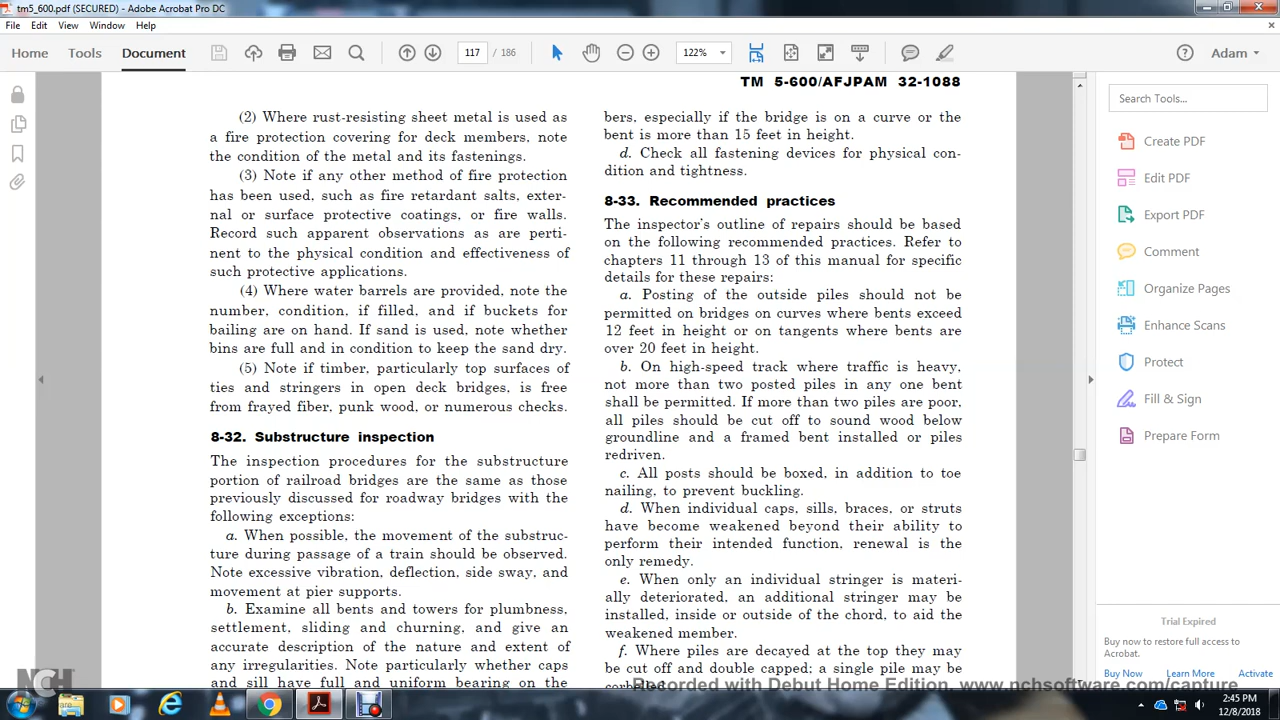 tm5_600.pdf (SECURED) - Adobe Acrobat Pro DC
File Edit View Window Help
Home Tools Document 117 / 186 122% Adam
TM 5-600/AFJPAM 32-1088
(2) Where rust-resisting sheet metal is used as
a fire protection covering for deck members, note
the condition of the metal and its fastenings.
(3) Note if any other method of fire protection
has been used, such as fire retardant salts, exter-
nal or surface protective coatings, or fire walls.
Record such apparent observations as are perti-
nent to the physical condition and effectiveness of
such protective applications.
(4) Where water barrels are provided, note the
number, condition, if filled, and if buckets for
bailing are on hand. If sand is used, note whether
bins are full and in condition to keep the sand dry.
(5) Note if timber, particularly top surfaces of
ties and stringers in open deck bridges, is free
from frayed fiber, punk wood, or numerous checks.
8-32. Substructure inspection
The inspection procedures for the substructure
portion of railroad bridges are the same as those
previously discussed for roadway bridges with the
following exceptions:
a. When possible, the movement of the substruc-
ture during passage of a train should be observed.
Note excessive vibration, deflection, side sway, and
movement at pier supports.
b. Examine all bents and towers for plumbness,
settlement, sliding and churning, and give an
accurate description of the nature and extent of
any irregularities. Note particularly whether caps
and sill have full and uniform bearing on the
bers, especially if the bridge is on a curve or the
bent is more than 15 feet in height.
d. Check all fastening devices for physical con-
dition and tightness.
8-33. Recommended practices
The inspector's outline of repairs should be based
on the following recommended practices. Refer to
chapters 11 through 13 of this manual for specific
details for these repairs:
a. Posting of the outside piles should not be
permitted on bridges on curves where bents exceed
12 feet in height or on tangents where bents are
over 20 feet in height.
b. On high-speed track where traffic is heavy,
not more than two posted piles in any one bent
shall be permitted. If more than two piles are poor,
all piles should be cut off to sound wood below
groundline and a framed bent installed or piles
redriven.
c. All posts should be boxed, in addition to toe
nailing, to prevent buckling.
d. When individual caps, sills, braces, or struts
have become weakened beyond their ability to
perform their intended function, renewal is the
only remedy.
e. When only an individual stringer is materi-
ally deteriorated, an additional stringer may be
installed, inside or outside of the chord, to aid the
weakened member.
f. Where piles are decayed at the top they may
be cut off and double capped; a single pile may be
corbelled
Search Tools...
Create PDF
Edit PDF
Export PDF
Comment
Organize Pages
Enhance Scans
Protect
Fill & Sign
Prepare Form
Trial Expired
Buy now to restore full access to
Acrobat.
Buy Now Learn More Activate
NCH
Recorded with Debut Home Edition. www.nchsoftware.com/capture
2:45 PM
12/8/2018